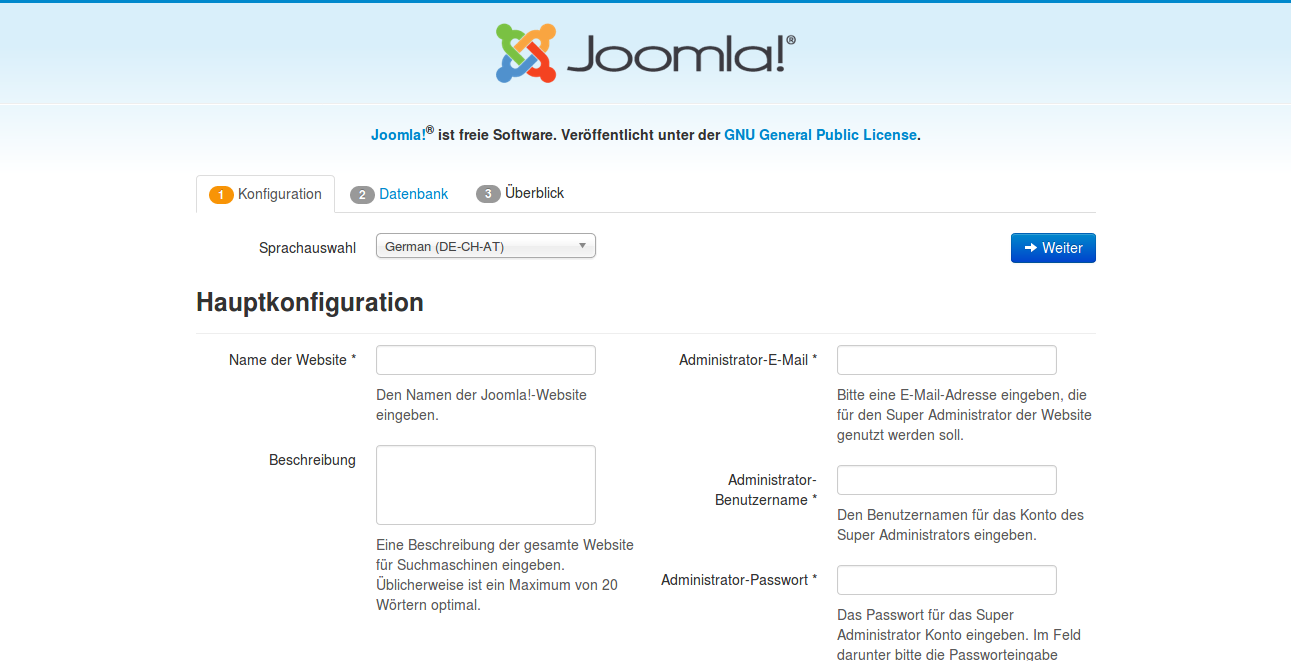 Joomla!®
Joomla!® ist freie Software. Veröffentlicht unter der GNU General Public License.
1 Konfiguration 2 Datenbank 3 Überblick
Sprachauswahl German (DE-CH-AT) Weiter
Hauptkonfiguration
Name der Website *
Den Namen der Joomla!-Website
eingeben.
Beschreibung
Eine Beschreibung der gesamte Website
für Suchmaschinen eingeben.
Üblicherweise ist ein Maximum von 20
Wörtern optimal.
Administrator-E-Mail *
Bitte eine E-Mail-Adresse eingeben, die
für den Super Administrator der Website
genutzt werden soll.
Administrator-
Benutzername *
Den Benutzernamen für das Konto des
Super Administrators eingeben.
Administrator-Passwort *
Das Passwort für das Super
Administrator Konto eingeben. Im Feld
darunter bitte die Passworteingabe